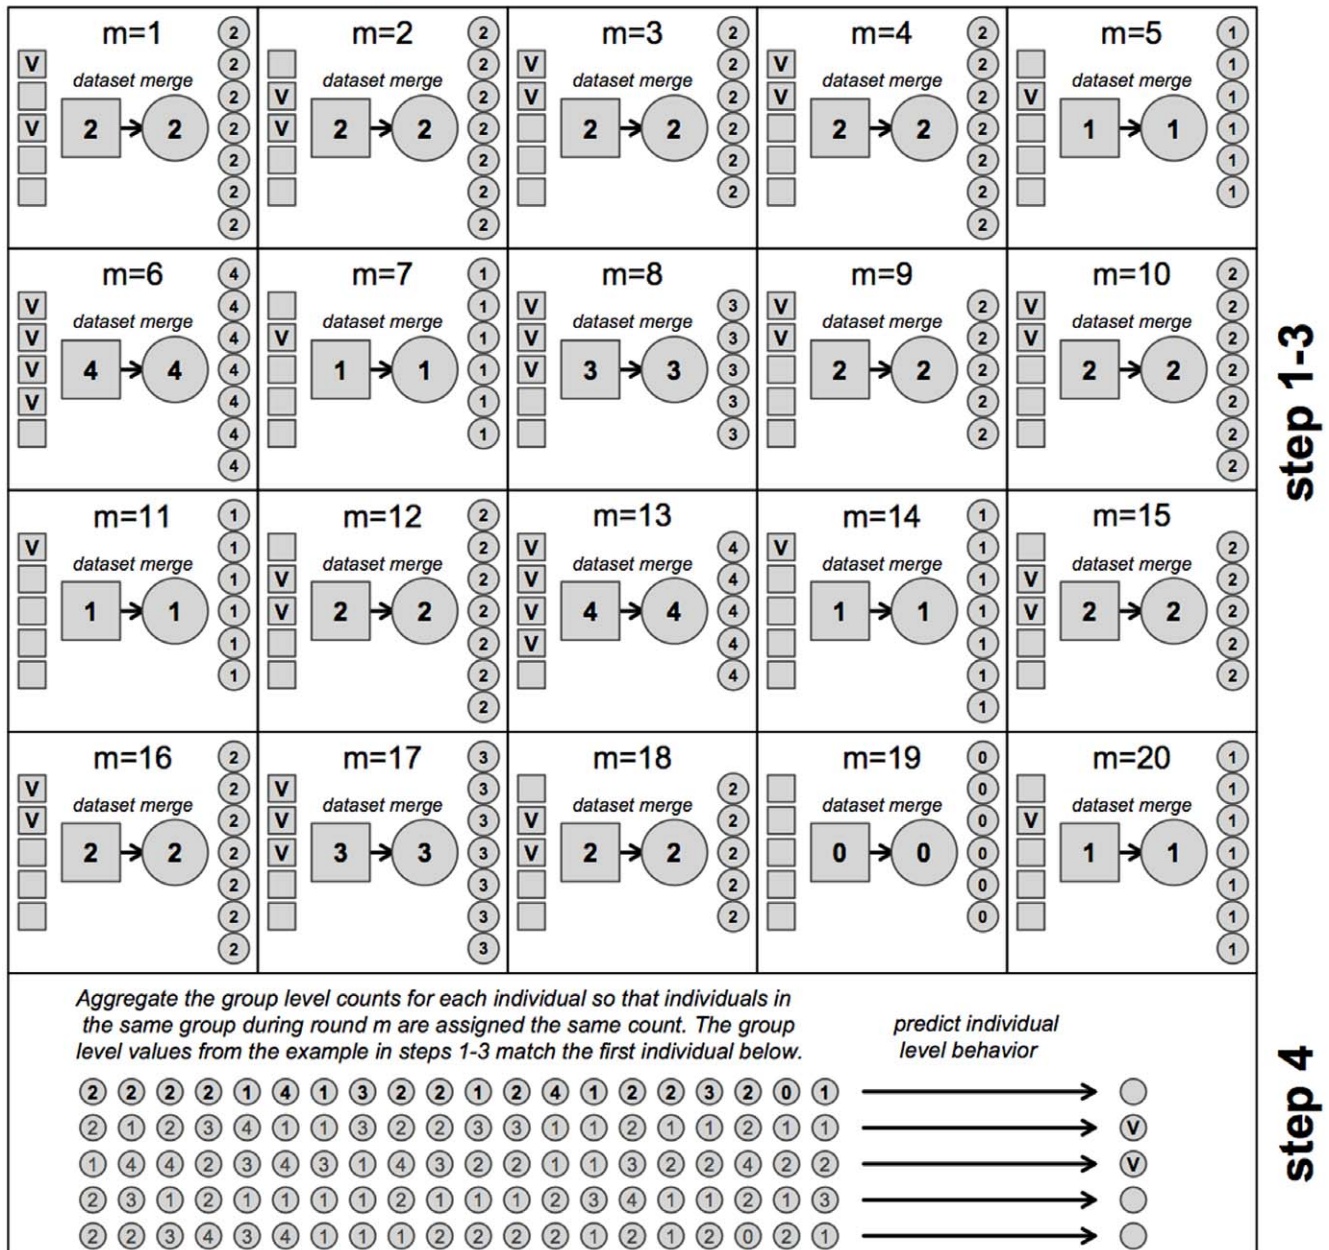 m=1
dataset merge
V V
2 → 2
2 2 2 2 2 2 2
m=2
dataset merge
V V
2 → 2
2 2 2 2 2 2 2
m=3
dataset merge
V V
2 → 2
2 2 2 2 2 2
m=4
dataset merge
V V
2 → 2
2 2 2 2 2 2 2
m=5
dataset merge
V
1 → 1
1 1 1 1 1 1
m=6
dataset merge
V V V V
4 → 4
4 4 4 4 4 4 4
m=7
dataset merge
V
1 → 1
1 1 1 1 1 1
m=8
dataset merge
V V V
3 → 3
3 3 3 3 3
m=9
dataset merge
V V
2 → 2
2 2 2 2 2
m=10
dataset merge
V V
2 → 2
2 2 2 2 2 2 2
m=11
dataset merge
V
1 → 1
1 1 1 1 1 1
m=12
dataset merge
V V
2 → 2
2 2 2 2 2 2 2
m=13
dataset merge
V V V V
4 → 4
4 4 4 4 4
m=14
dataset merge
V
1 → 1
1 1 1 1 1 1 1
m=15
dataset merge
V V
2 → 2
2 2 2 2 2
m=16
dataset merge
V V
2 → 2
2 2 2 2 2 2 2
m=17
dataset merge
V V V
3 → 3
3 3 3 3 3 3 3
m=18
dataset merge
V V
2 → 2
2 2 2 2 2
m=19
dataset merge
0 → 0
0 0 0 0 0 0
m=20
dataset merge
V
1 → 1
1 1 1 1 1 1 1
step 1-3
Aggregate the group level counts for each individual so that individuals in
the same group during round m are assigned the same count. The group
level values from the example in steps 1-3 match the first individual below.
predict individual
level behavior
2 2 2 2 1 4 1 3 2 2 1 2 4 1 2 2 3 2 0 1
2 1 2 3 4 1 1 3 2 2 3 3 1 1 2 1 1 2 1 1 V
1 4 4 2 3 4 3 1 4 3 2 2 1 1 3 2 2 4 2 2 V
2 3 1 2 1 1 1 1 2 1 1 1 2 3 4 1 1 2 1 3
2 2 3 4 3 4 1 1 1 2 2 2 2 1 2 1 2 0 2 1
step 4